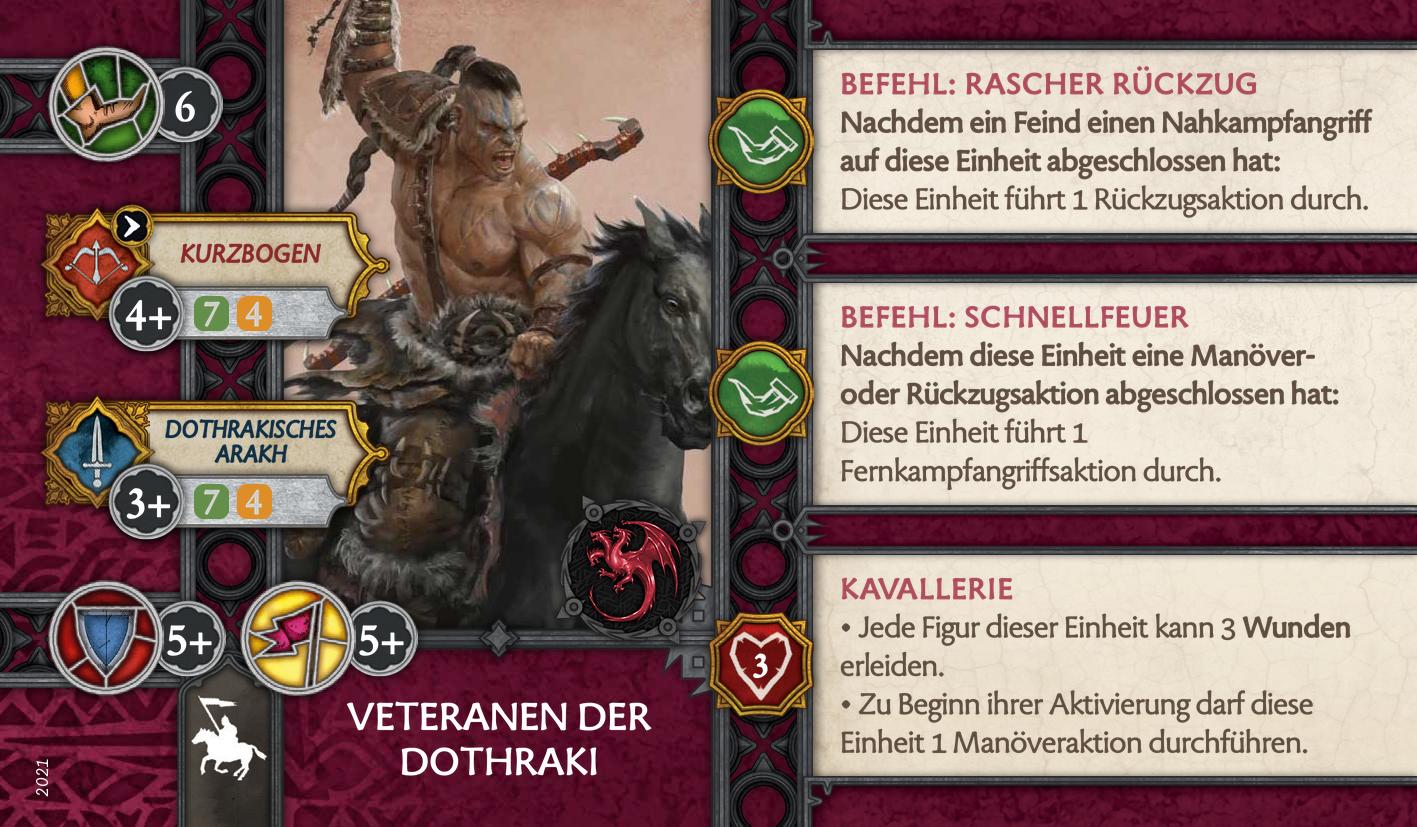 6
KURZBOGEN
4+ 7 4
DOTHRAKISCHES
ARAKH
3+ 7 4
5+ 5+
VETERANEN DER
DOTHRAKI
2021
BEFEHL: RASCHER RÜCKZUG
Nachdem ein Feind einen Nahkampfangriff
auf diese Einheit abgeschlossen hat:
Diese Einheit führt 1 Rückzugsaktion durch.
BEFEHL: SCHNELLFEUER
Nachdem diese Einheit eine Manöver-
oder Rückzugsaktion abgeschlossen hat:
Diese Einheit führt 1
Fernkampfangriffsaktion durch.
3
KAVALLERIE
• Jede Figur dieser Einheit kann 3 Wunden
erleiden.
• Zu Beginn ihrer Aktivierung darf diese
Einheit 1 Manöveraktion durchführen.